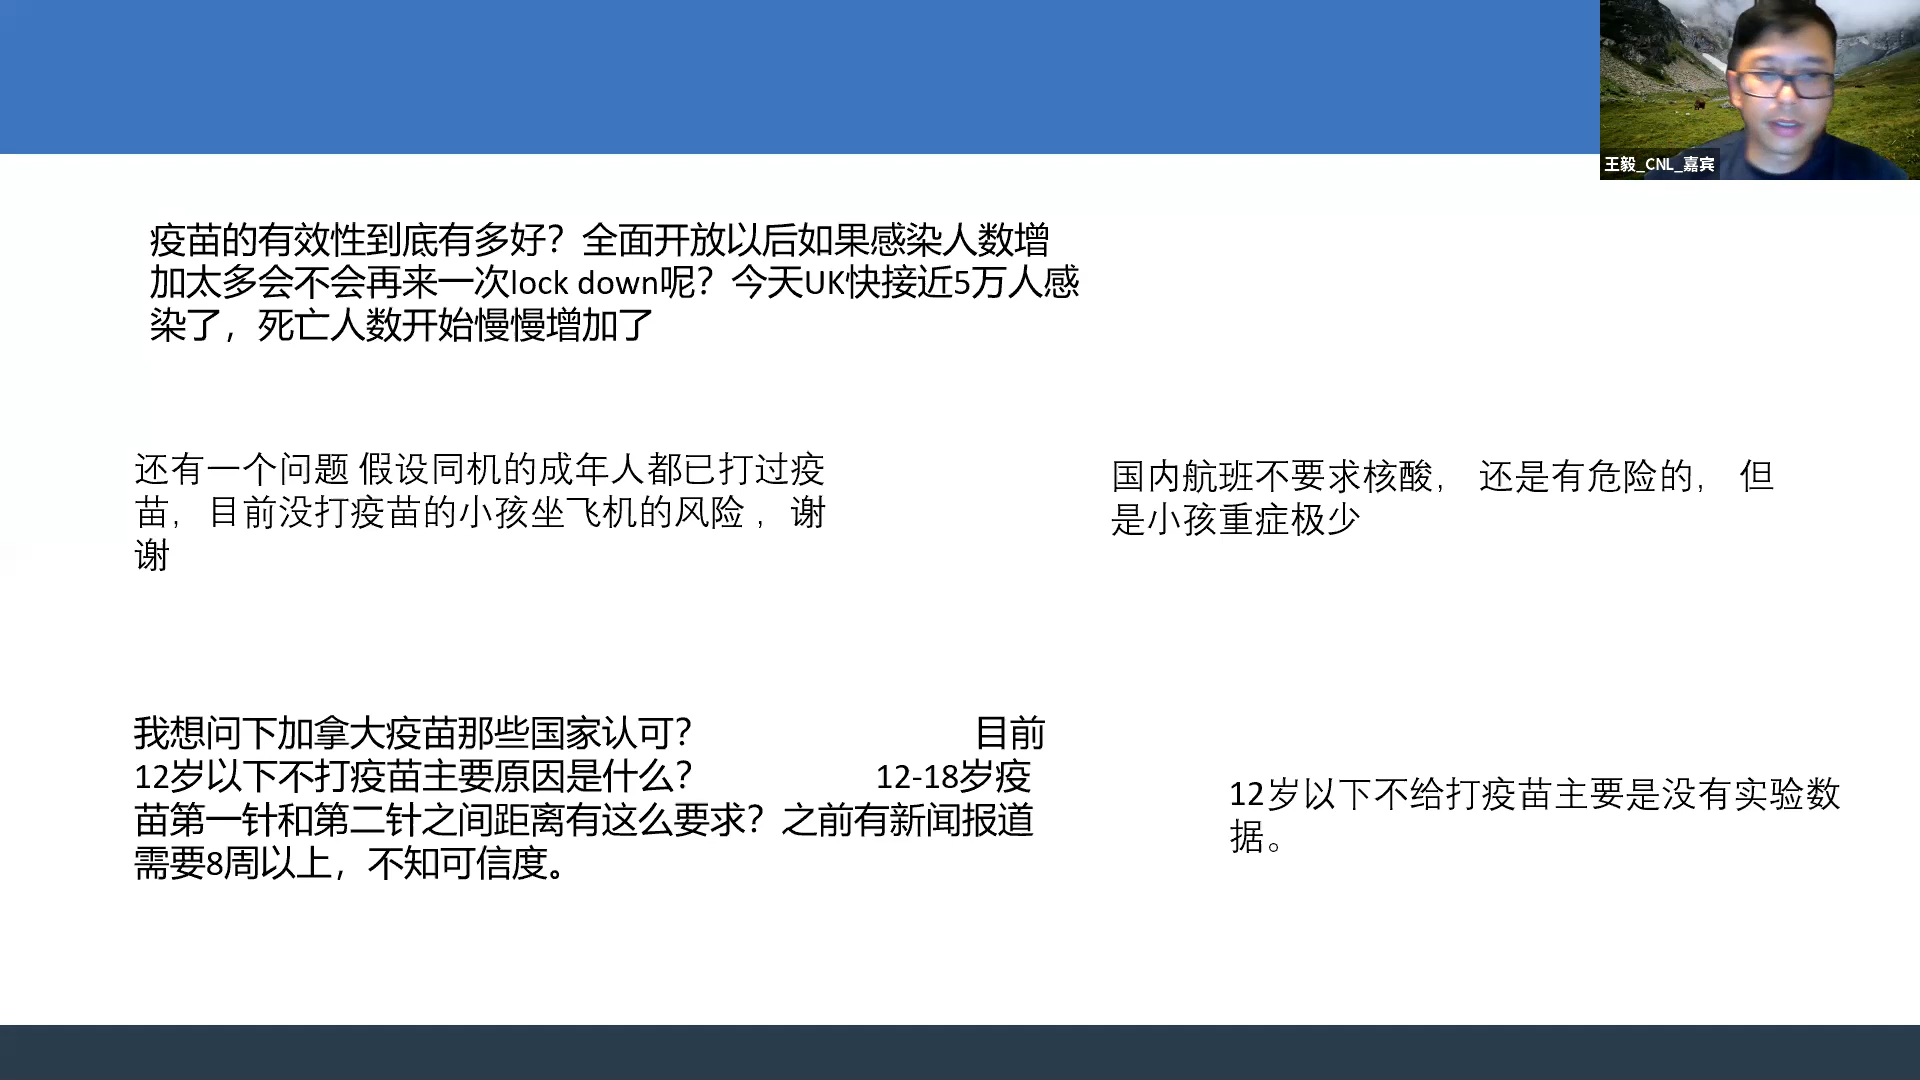 王毅_CNL_嘉宾
疫苗的有效性到底有多好？全面开放以后如果感染人数增
加太多会不会再来一次lock down呢？今天UK快接近5万人感
染了，死亡人数开始慢慢增加了
还有一个问题 假设同机的成年人都已打过疫
苗， 目前没打疫苗的小孩坐飞机的风险 ，谢
谢
国内航班不要求核酸， 还是有危险的， 但
是小孩重症极少
我想问下加拿大疫苗那些国家认可？ 目前
12岁以下不打疫苗主要原因是什么？ 12-18岁疫
苗第一针和第二针之间距离有这么要求？之前有新闻报道
需要8周以上，不知可信度。
12岁以下不给打疫苗主要是没有实验数
据。